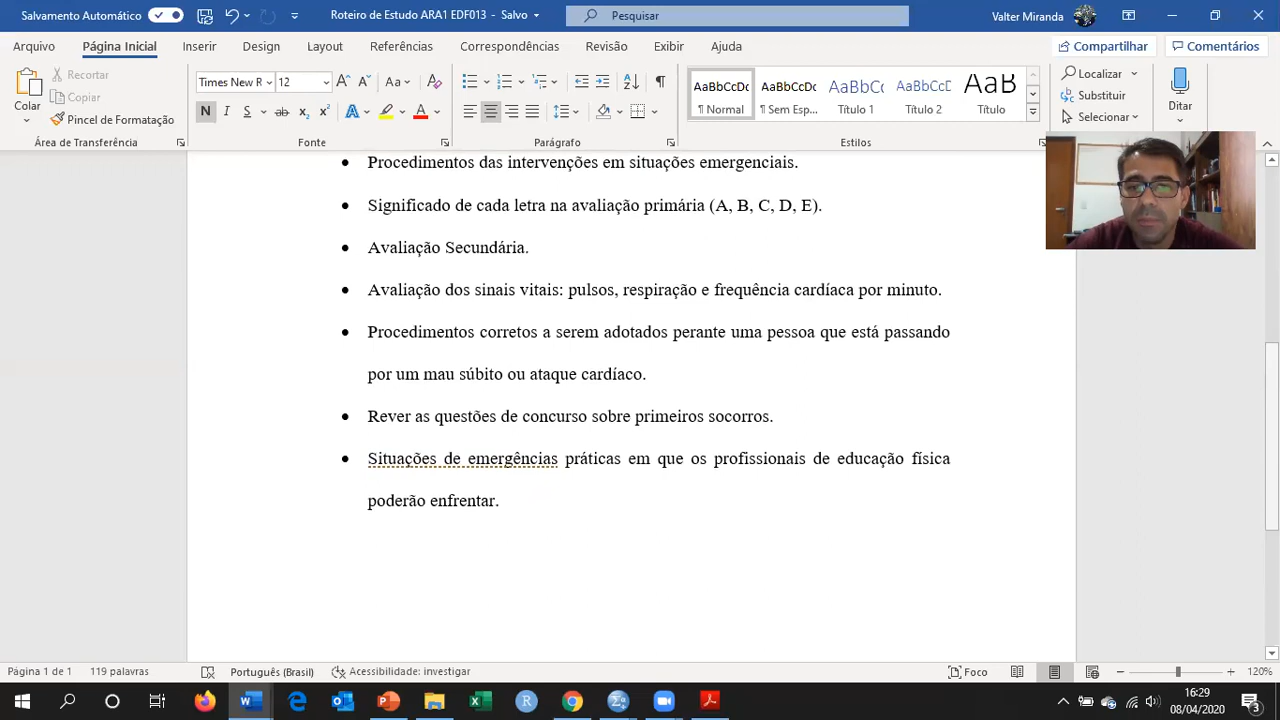 Salvamento Automático
Roteiro de Estudo ARA1 EDF013 - Salvo
Pesquisar
Valter Miranda
Arquivo
Página Inicial
Inserir
Design
Layout
Referências
Correspondências
Revisão
Exibir
Ajuda
Compartilhar
Comentários
Colar
Recortar
Copiar
Pincel de Formatação
Área de Transferência
Times New R
12
Aa
N I S ab x₂ x²
Fonte
Parágrafo
AaBbCcDc
¶ Normal
AaBbCcDc
¶ Sem Esp...
AaBbCc
Título 1
AaBbCcD
Título 2
AaB
Título
Estilos
Localizar
Substituir
Selecionar
Ditar
• Procedimentos das intervenções em situações emergenciais.
• Significado de cada letra na avaliação primária (A, B, C, D, E).
• Avaliação Secundária.
• Avaliação dos sinais vitais: pulsos, respiração e frequência cardíaca por minuto.
• Procedimentos corretos a serem adotados perante uma pessoa que está passando
por um mau súbito ou ataque cardíaco.
• Rever as questões de concurso sobre primeiros socorros.
• Situações de emergências práticas em que os profissionais de educação física
poderão enfrentar.
Página 1 de 1
119 palavras
Português (Brasil)
Acessibilidade: investigar
Foco
120%
16:29
08/04/2020
3